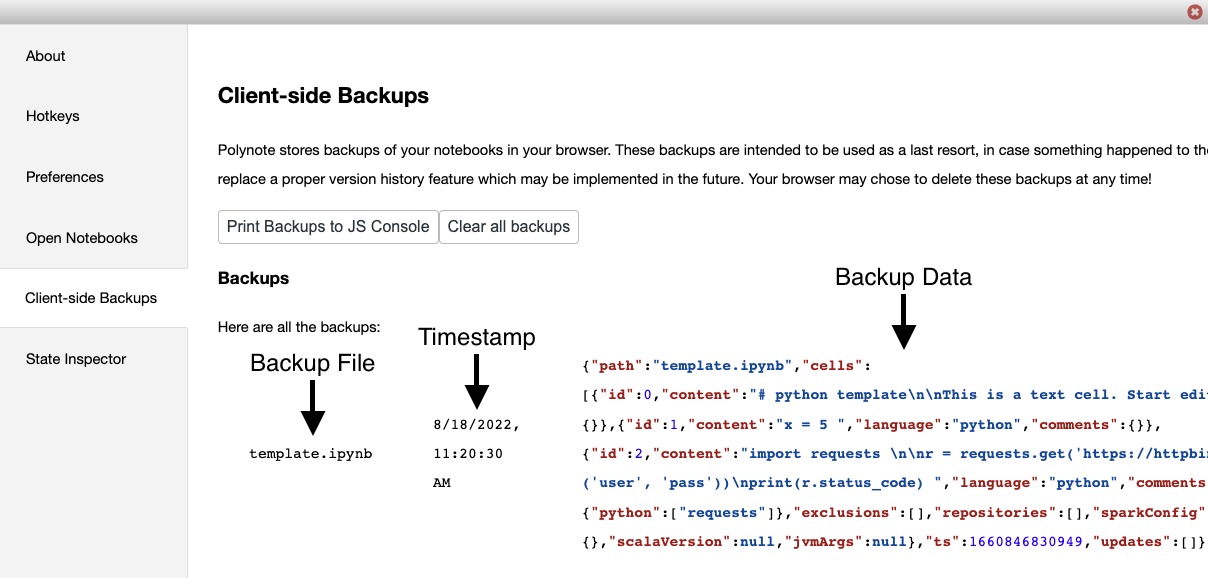 About
Hotkeys
Preferences
Open Notebooks
Client-side Backups
State Inspector
Client-side Backups
Polynote stores backups of your notebooks in your browser. These backups are intended to be used as a last resort, in case something happened to the
replace a proper version history feature which may be implemented in the future. Your browser may chose to delete these backups at any time!
Print Backups to JS Console
Clear all backups
Backups
Here are all the backups:
Backup File
Timestamp
Backup Data
template.ipynb
8/18/2022,
11:20:30
AM
{"path":"template.ipynb","cells":
[{"id":0,"content":"# python template\n\nThis is a text cell. Start edi
{}},{"id":1,"content":"x = 5 ","language":"python","comments":{}},
{"id":2,"content":"import requests \n\nr = requests.get('https://httpbi
('user', 'pass'))\nprint(r.status_code) ","language":"python","comments
{"python":["requests"]},"exclusions":[],"repositories":[],"sparkConfig"
{},"scalaVersion":null,"jvmArgs":null},"ts":1660846830949,"updates":[]}